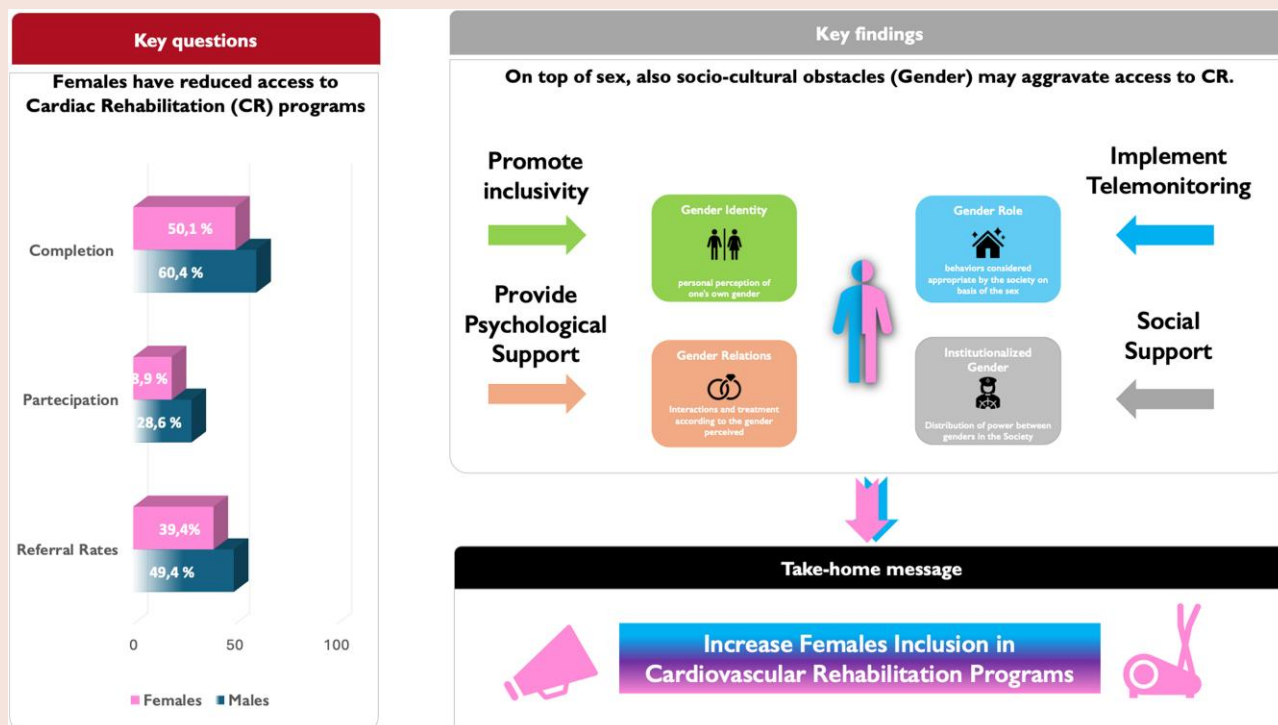 Key questions
Females have reduced access to
Cardiac Rehabilitation (CR) programs
Completion
50,1 %
60,4 %
Partecipation
8,9 %
28,6 %
Referral Rates
39,4%
49,4 %
0
50
100
Females
Males
Key findings
On top of sex, also socio-cultural obstacles (Gender) may aggravate access to CR.
Promote
inclusivity
Provide
Psychological
Support
Gender Identity
personal perception of
one's own gender
Gender Role
behaviors considered
appropriate by the society on
basis of the sex
Gender Relations
Interactions and treatment
according to the gender
perceived
Institutionalized
Gender
Distribution of power between
genders in the Society
Implement
Telemonitoring
Social
Support
Take-home message
Increase Females Inclusion in
Cardiovascular Rehabilitation Programs